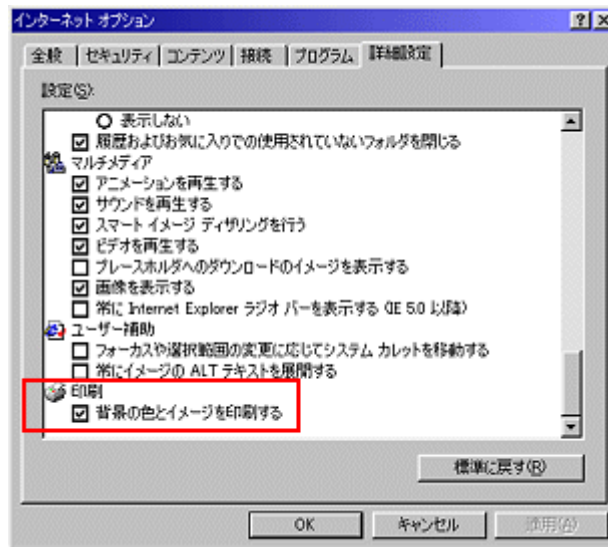 インターネット オプション
全般 セキュリティ コンテンツ 接続 プログラム 詳細設定
設定(S):
表示しない
履歴およびお気に入りでの使用されていないフォルダを閉じる
マルチメディア
アニメーションを再生する
サウンドを再生する
スマート イメージ ディザリングを行う
ビデオを再生する
プレースホルダへのダウンロードのイメージを表示する
画像を表示する
常に Internet Explorer ラジオ バーを表示する (IE 5.0 以降)
ユーザー補助
フォーカスや選択範囲の変更に応じてシステム カレットを移動する
常にイメージの ALT テキストを展開する
印刷
背景の色とイメージを印刷する
標準に戻す(R)
OK キャンセル 適用(A)